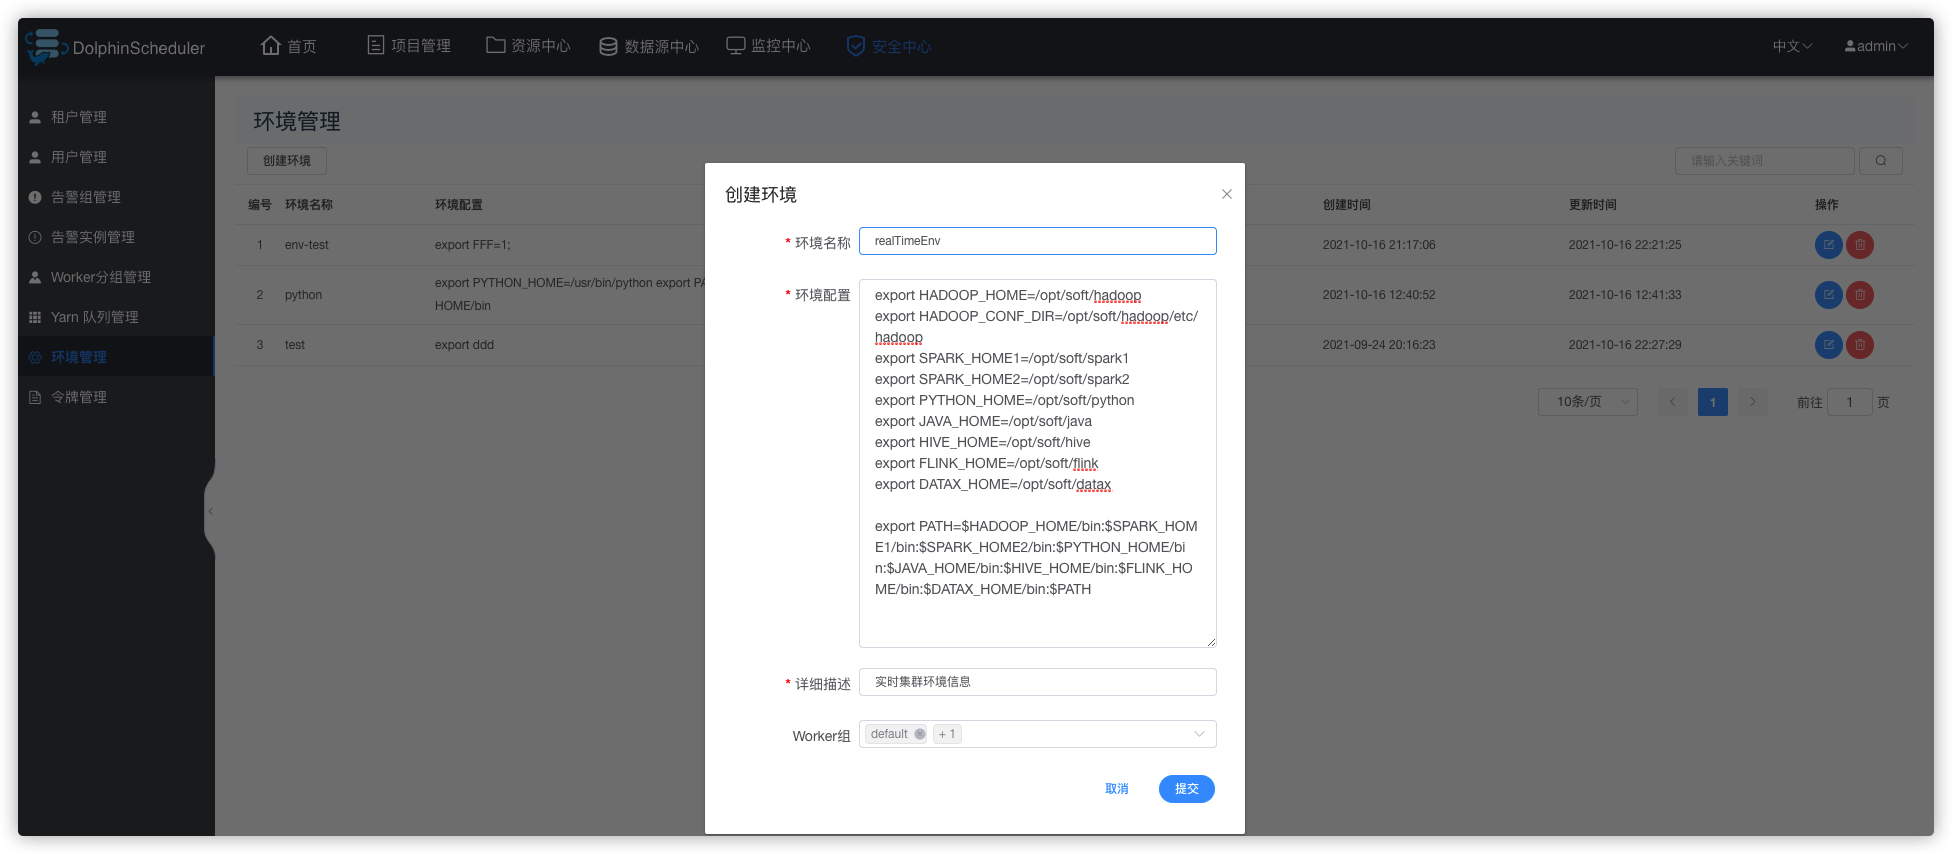 DolphinScheduler
首页
项目管理
资源中心
数据源中心
监控中心
安全中心
中文
admin
租户管理
用户管理
告警组管理
告警实例管理
Worker分组管理
Yarn 队列管理
环境管理
令牌管理
环境管理
创建环境
请输入关键词
编号 环境名称 环境配置 创建时间 更新时间 操作
1 env-test export FFF=1; 2021-10-16 21:17:06 2021-10-16 22:21:25
2 python export PYTHON_HOME=/usr/bin/python export PA
HOME/bin
2021-10-16 12:40:52 2021-10-16 12:41:33
3 test export ddd 2021-09-24 20:16:23 2021-10-16 22:27:29
10条/页
1
前往 1 页
创建环境
* 环境名称
realTimeEnv
* 环境配置
export HADOOP_HOME=/opt/soft/hadoop
export HADOOP_CONF_DIR=/opt/soft/hadoop/etc/
hadoop
export SPARK_HOME1=/opt/soft/spark1
export SPARK_HOME2=/opt/soft/spark2
export PYTHON_HOME=/opt/soft/python
export JAVA_HOME=/opt/soft/java
export HIVE_HOME=/opt/soft/hive
export FLINK_HOME=/opt/soft/flink
export DATAX_HOME=/opt/soft/datax
export PATH=$HADOOP_HOME/bin:$SPARK_HOM
E1/bin:$SPARK_HOME2/bin:$PYTHON_HOME/bi
n:$JAVA_HOME/bin:$HIVE_HOME/bin:$FLINK_HO
ME/bin:$DATAX_HOME/bin:$PATH
* 详细描述
实时集群环境信息
Worker组
default
+ 1
取消
提交